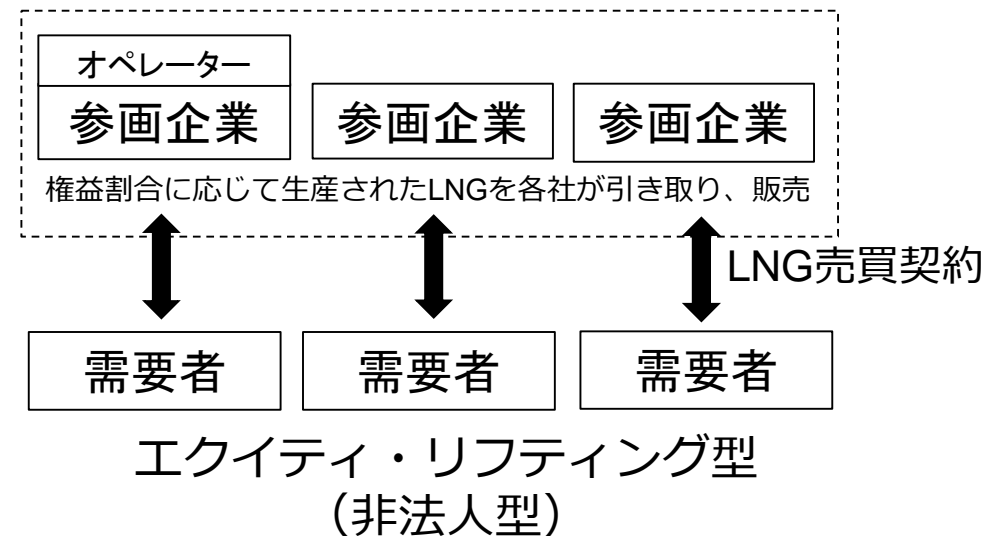 オペレーター
参画企業
参画企業
参画企業
権益割合に応じて生産されたLNGを各社が引き取り、販売
LNG売買契約
需要者
需要者
需要者
エクイティ・リフティング型
（非法人型）